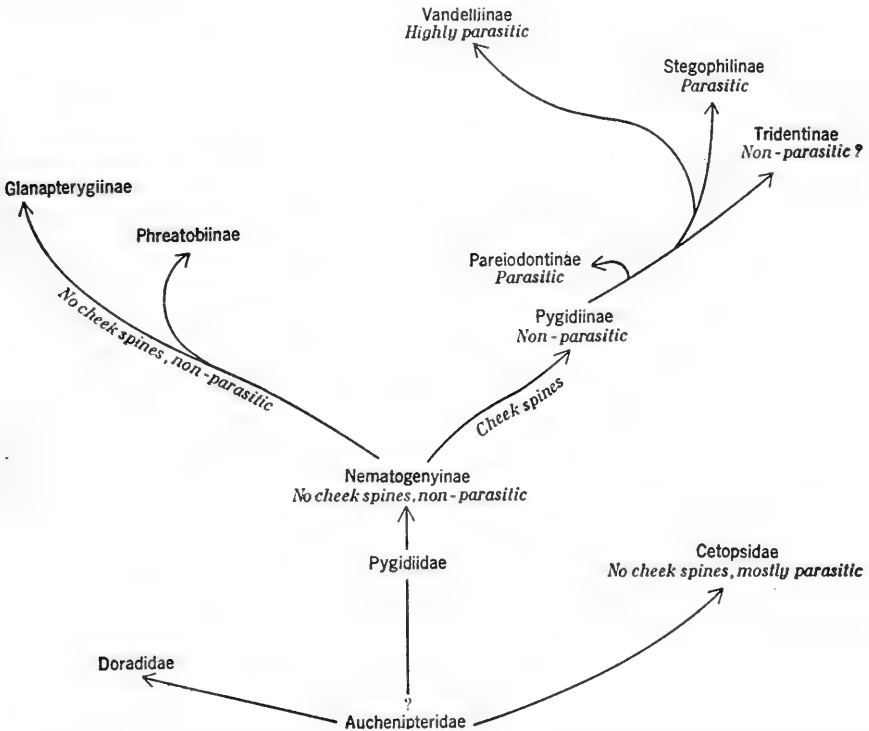 Vandelliinae
Highly parasitic
Stegophilinae
Parasitic
Tridentinae
Non-parasitic?
Glanapterygiinae
Phreatobiinae
No cheek spines, non-parasitic
Pareiodontinae
Parasitic
Pygidiinae
Non-parasitic
Cheek spines
Nematogenyinae
No cheek spines, non-parasitic
Pygidiidae
Cetopsidae
No cheek spines, mostly parasitic
Doradidae
?
Auchenipteridae